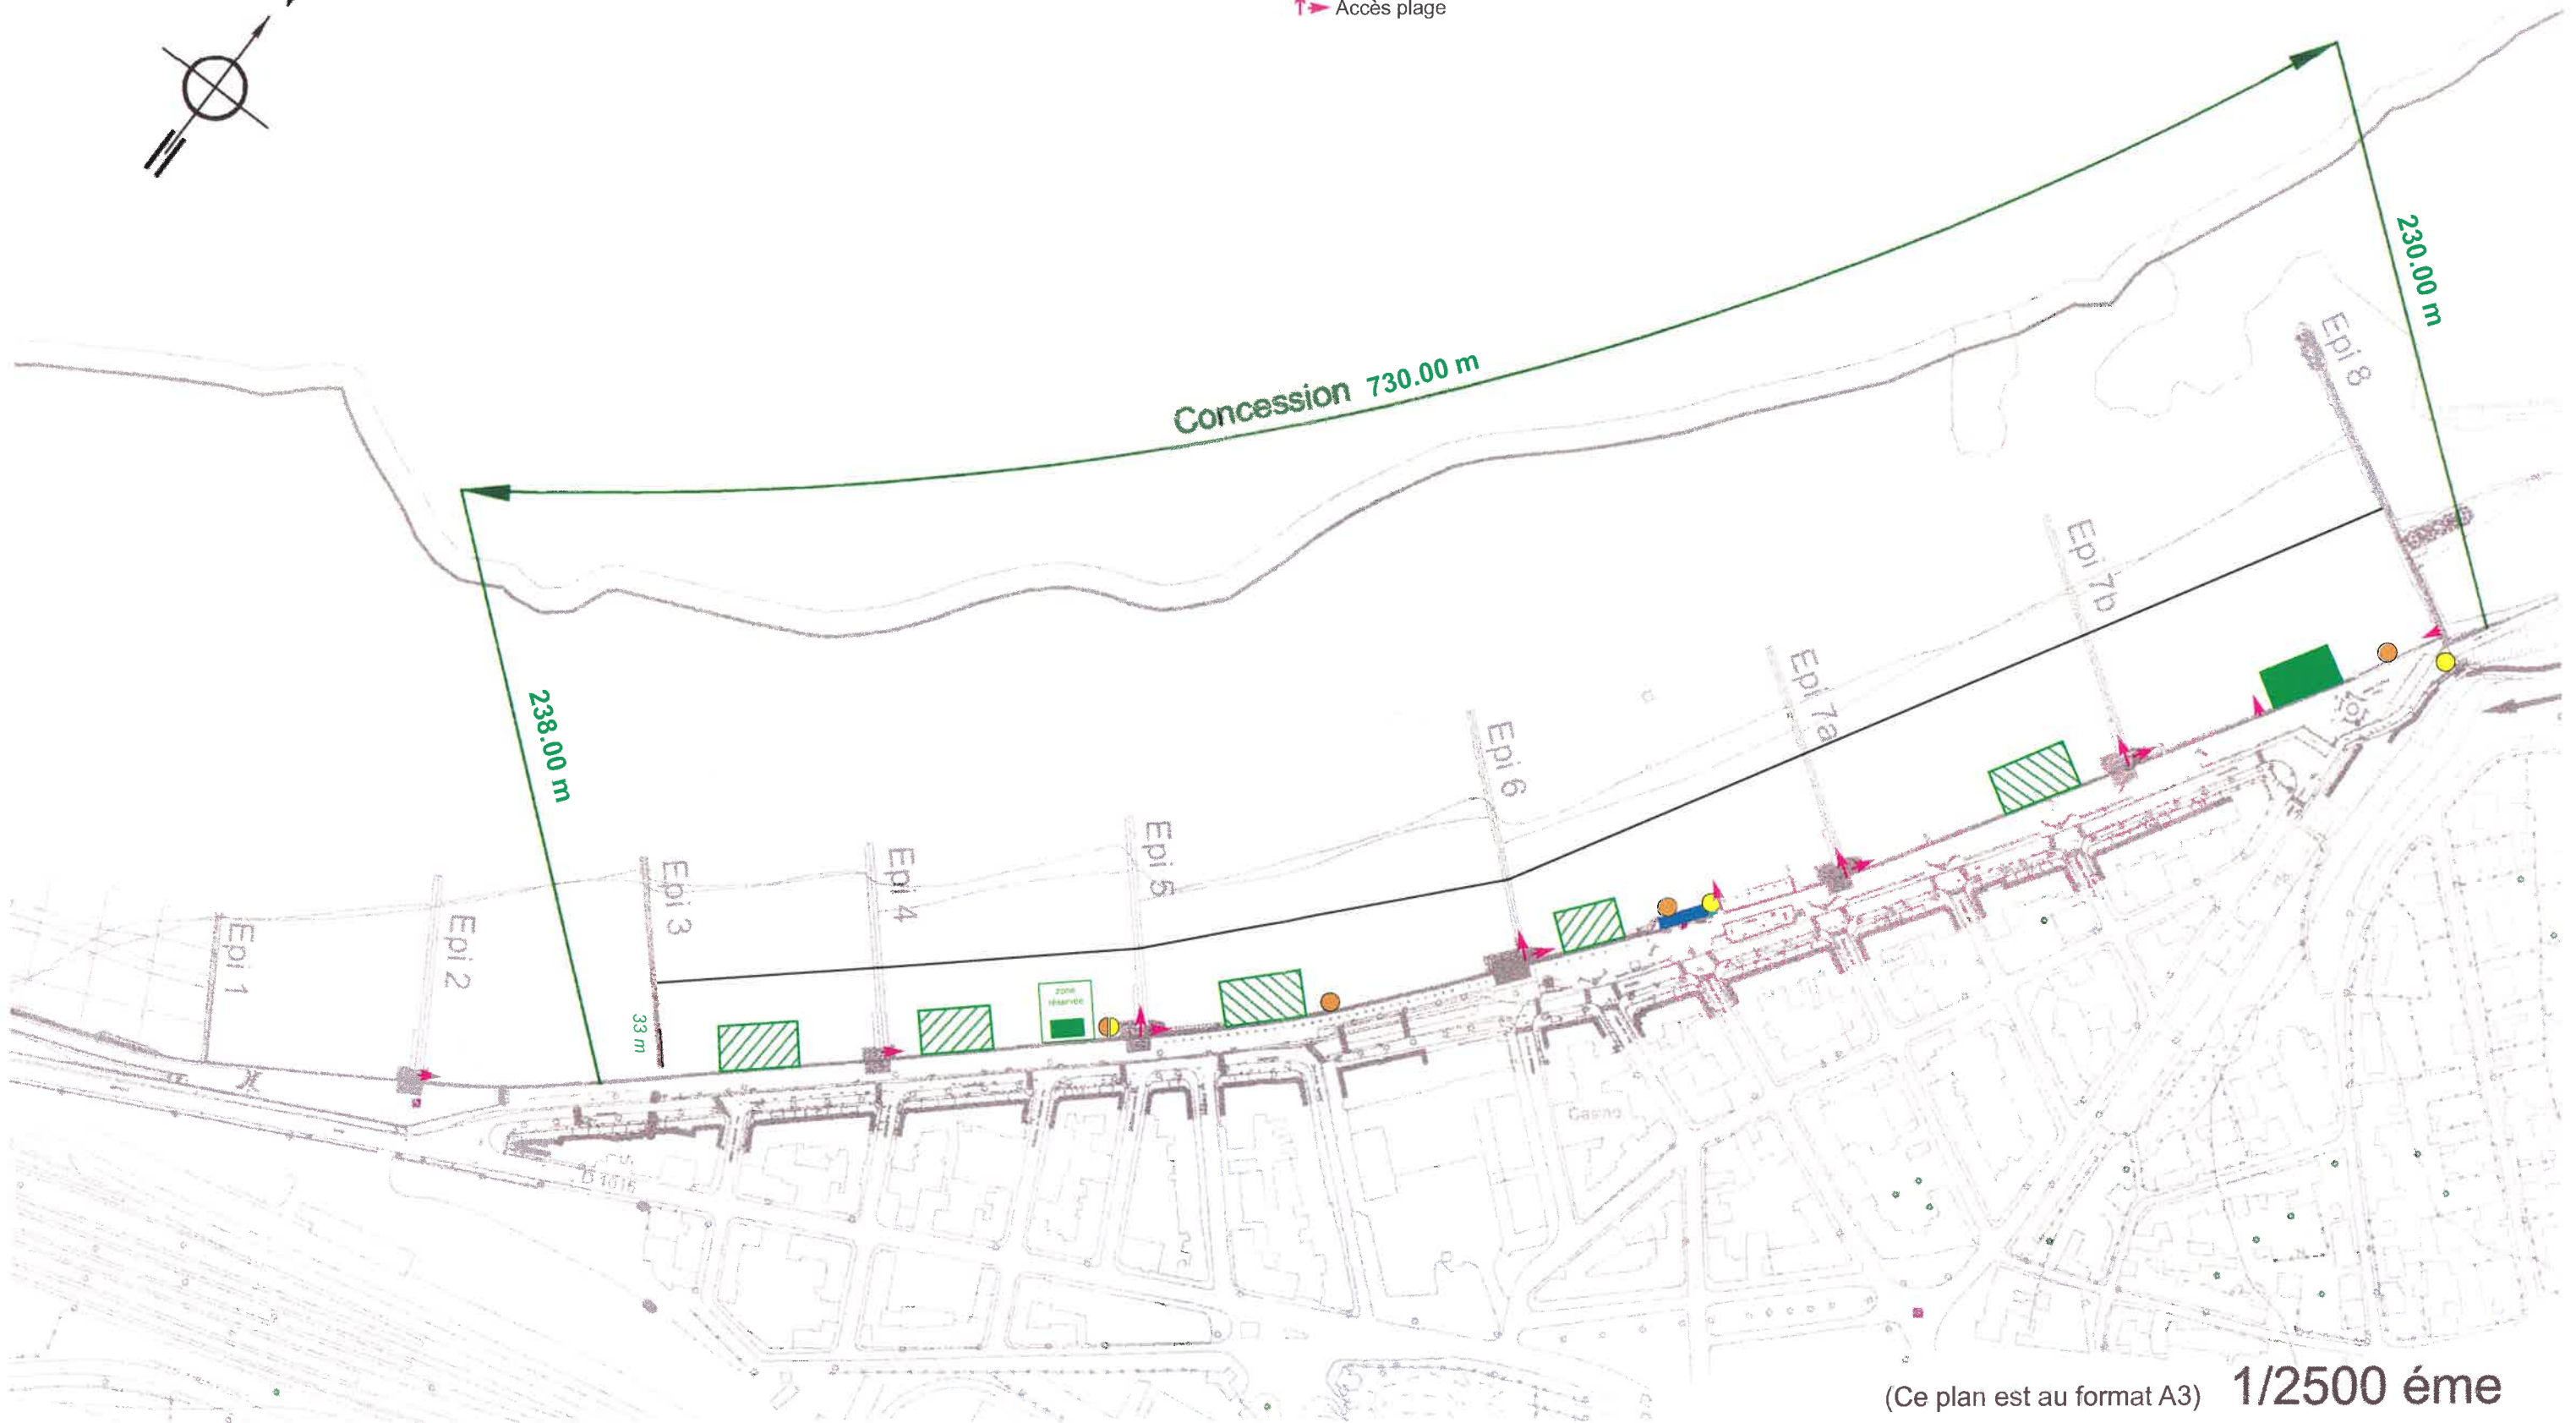 Accès plage
Concession 730.00 m
230.00 m
238.00 m
Epi 8
Epi 7b
Epi 7a
Epi 6
Epi 5
Epi 4
Epi 3
Epi 2
Epi 1
33 m
zone
réservée
Casino
D 1015
(Ce plan est au format A3) 1/2500 éme